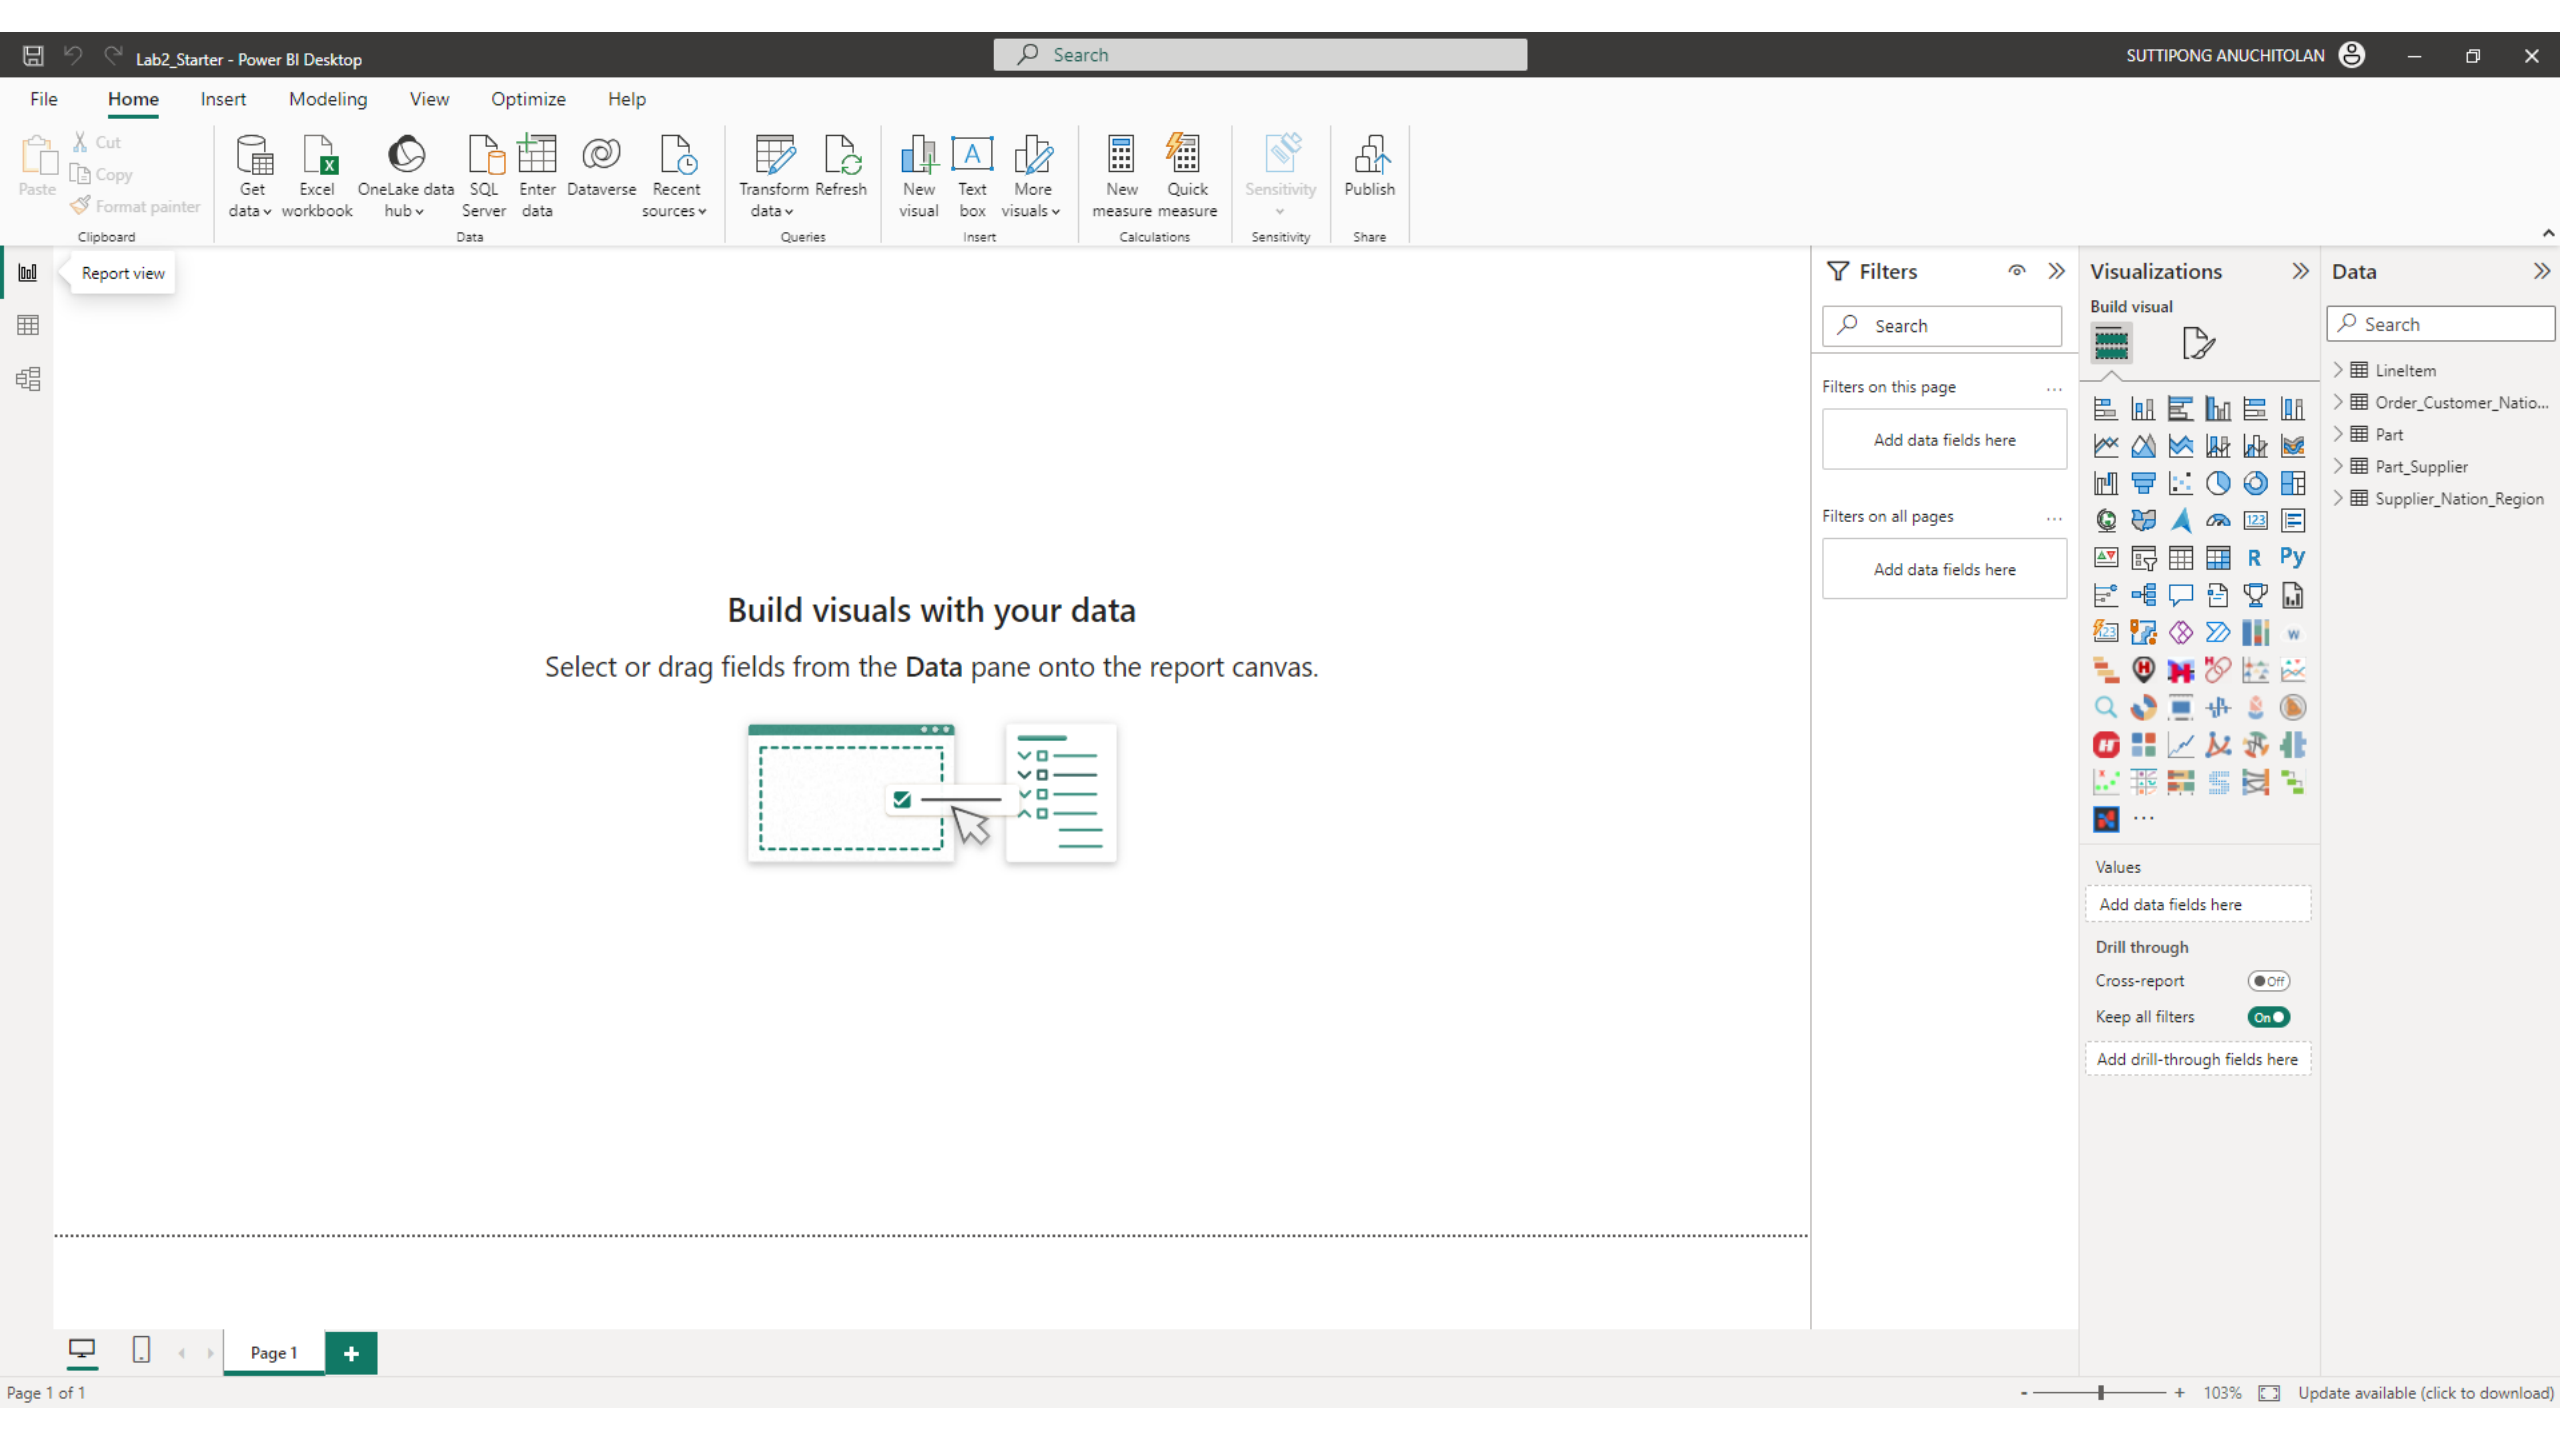 Lab2_Starter - Power BI Desktop
Search
SUTTIPONG ANUCHITOLAN
File Home Insert Modeling View Optimize Help
Paste
Cut
Copy
Format painter
Clipboard
Get data
Excel workbook
OneLake data hub
SQL Server
Enter data
Dataverse
Recent sources
Data
Transform data
Refresh
Queries
New visual
Text box
More visuals
Insert
New measure
Quick measure
Calculations
Sensitivity
Sensitivity
Publish
Share
Report view
Build visuals with your data
Select or drag fields from the Data pane onto the report canvas.
Filters
Search
Filters on this page
Add data fields here
Filters on all pages
Add data fields here
Visualizations
Build visual
123
R
Py
123
W
Values
Add data fields here
Drill through
Cross-report
Off
Keep all filters
On
Add drill-through fields here
Data
Search
LineItem
Order_Customer_Natio...
Part
Part_Supplier
Supplier_Nation_Region
Page 1
Page 1 of 1
- + 103%
Update available (click to download)